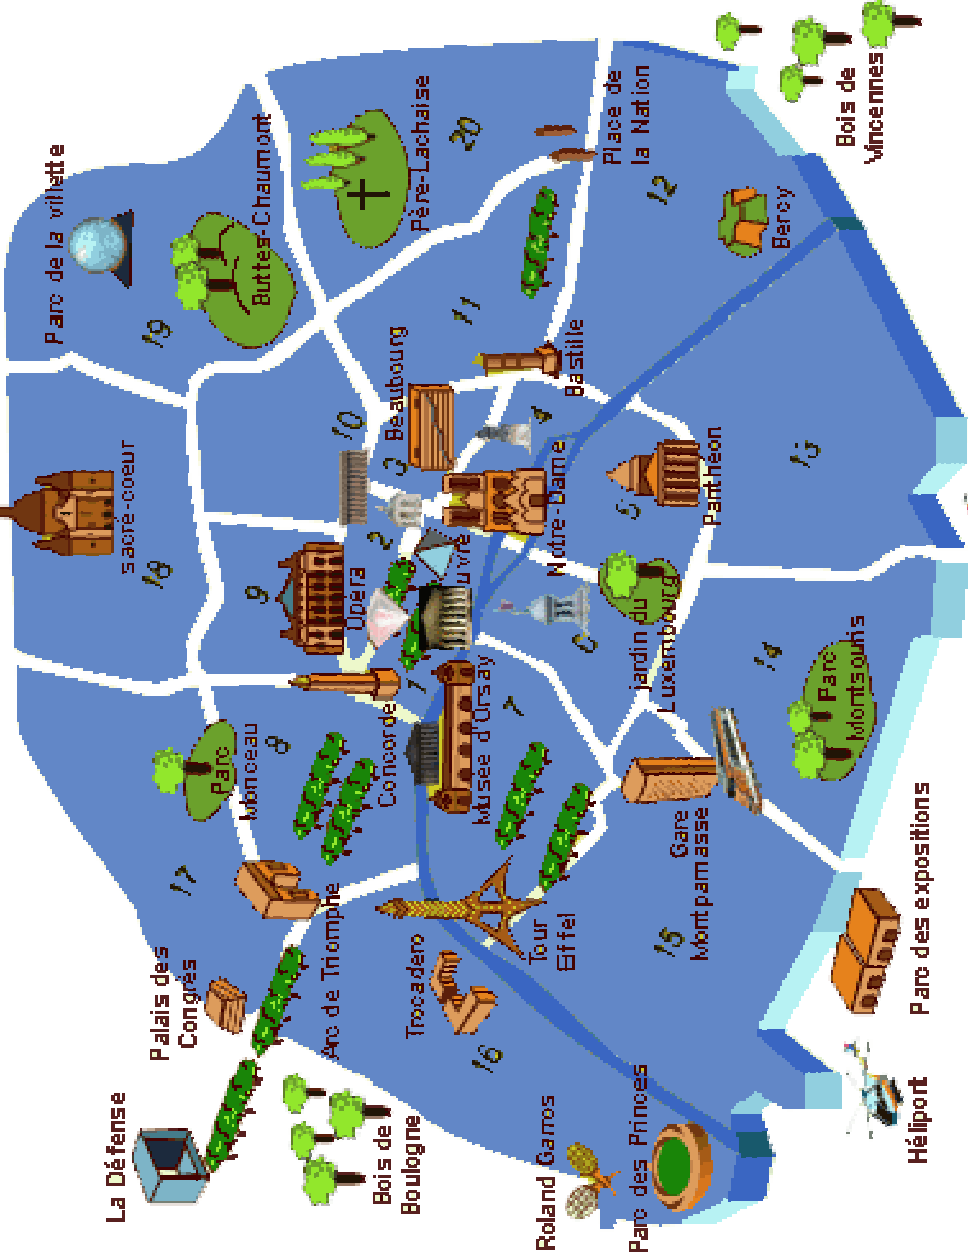 Parc de la villette
sacré-coeur
18
19
La Défense
Palais des
Congrès
17
Parc
Monceau
Buttes-Chaumont
9
8
Opéra
10
Arc de Triomphe
2
3
Bois de
Boulogne
Concorde
Beaubourg
Père-Lachaise
1
Trocadero
20
11
ouvre
Musée d'Orsay
16
7
4
Tour
Eiffel
Notre Dame
Bastille
Roland Garros
6
5
Place de
la Nation
Parc des Princes
jardin du
Luxembourg
12
15
Gare
Montparnasse
Panthéon
14
13
Bercy
Parc
Montsouris
Bois de
Vincennes
Héliport
Parc des expositions